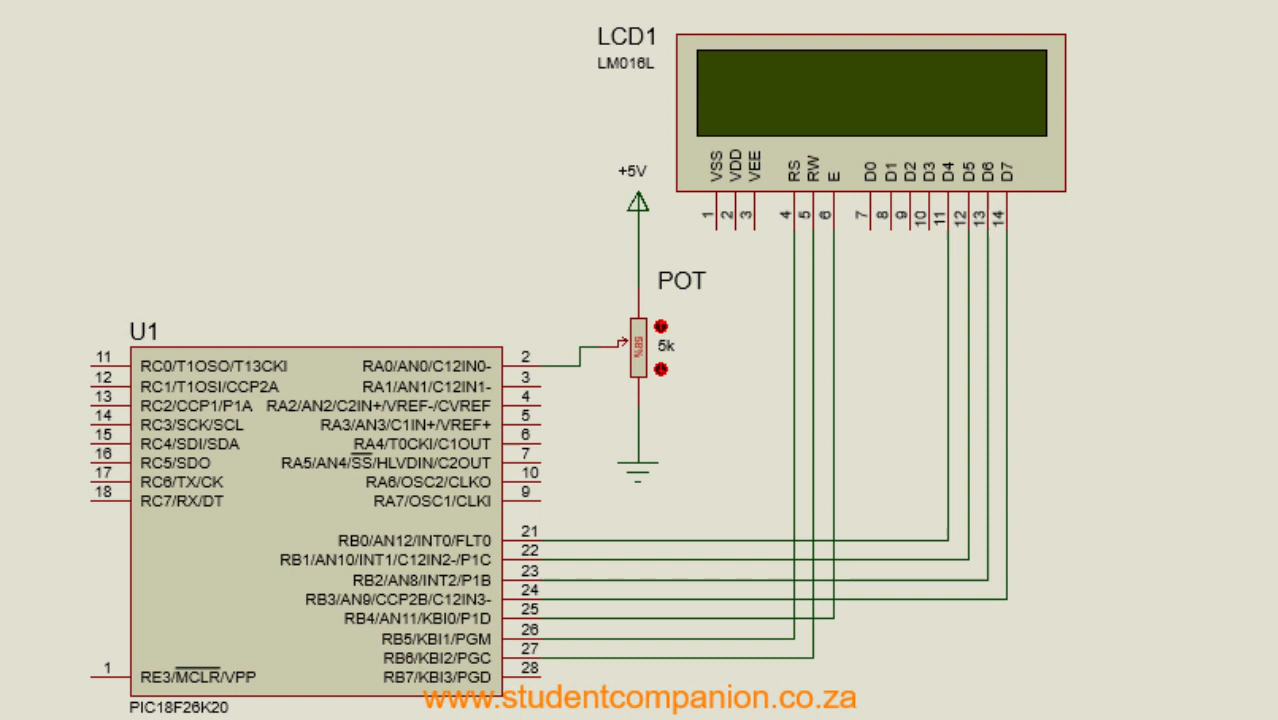 LCD1
LM016L
VSS VDD VEE RS RW E D0 D1 D2 D3 D4 D5 D6 D7
1 2 3 4 5 6 7 8 9 10 11 12 13 14
+5V
POT
58%
5k
U1
11 RC0/T1OSO/T13CKI RA0/AN0/C12IN0- 2
12 RC1/T1OSI/CCP2A RA1/AN1/C12IN1- 3
13 RC2/CCP1/P1A RA2/AN2/C2IN+/VREF-/CVREF 4
14 RC3/SCK/SCL RA3/AN3/C1IN+/VREF+ 5
15 RC4/SDI/SDA RA4/T0CKI/C1OUT 6
16 RC5/SDO RA5/AN4/SS/HLVDIN/C2OUT 7
17 RC6/TX/CK RA6/OSC2/CLKO 10
18 RC7/RX/DT RA7/OSC1/CLKI 9
RB0/AN12/INT0/FLT0 21
RB1/AN10/INT1/C12IN2-/P1C 22
RB2/AN8/INT2/P1B 23
RB3/AN9/CCP2B/C12IN3- 24
RB4/AN11/KBI0/P1D 25
RB5/KBI1/PGM 26
RB6/KBI2/PGC 27
1 RE3/MCLR/VPP RB7/KBI3/PGD 28
www.studentcompanion.co.za
PIC18F26K20